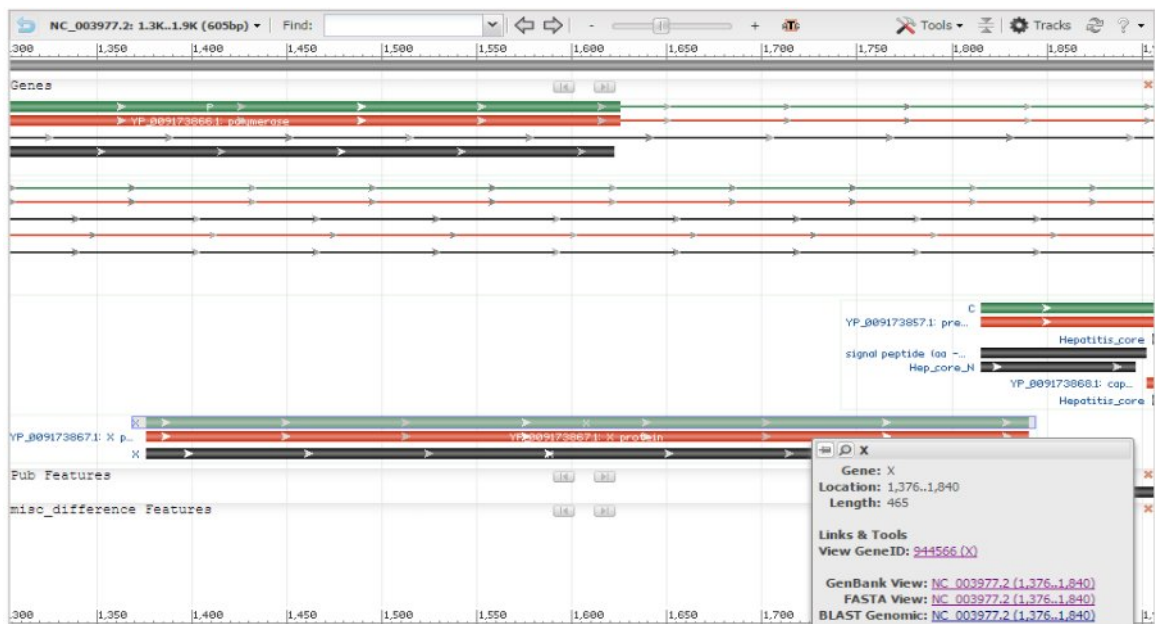 NC_003977.2: 1.3K..1.9K (605bp) Find: - + Tools Tracks ?
300 1,350 1,400 1,450 1,500 1,550 1,600 1,650 1,700 1,750 1,800 1,850
Genes
P
YP_009173866.1: polymerase
C
YP_009173857.1: pre...
Hepatitis_core
signal peptide (aa -...
Hep_core_N
YP_009173868.1: cap...
Hepatitis_core
X X
YP_009173867.1: X p... YP_009173867.1: X protein
X
X
Gene: X
Location: 1,376..1,840
Length: 465
Links & Tools
View GeneID: 944566 (X)
GenBank View: NC_003977.2 (1,376..1,840)
FASTA View: NC_003977.2 (1,376..1,840)
BLAST Genomic: NC_003977.2 (1,376..1,840)
Pub Features
misc_difference Features
300 1,350 1,400 1,450 1,500 1,550 1,600 1,650 1,700